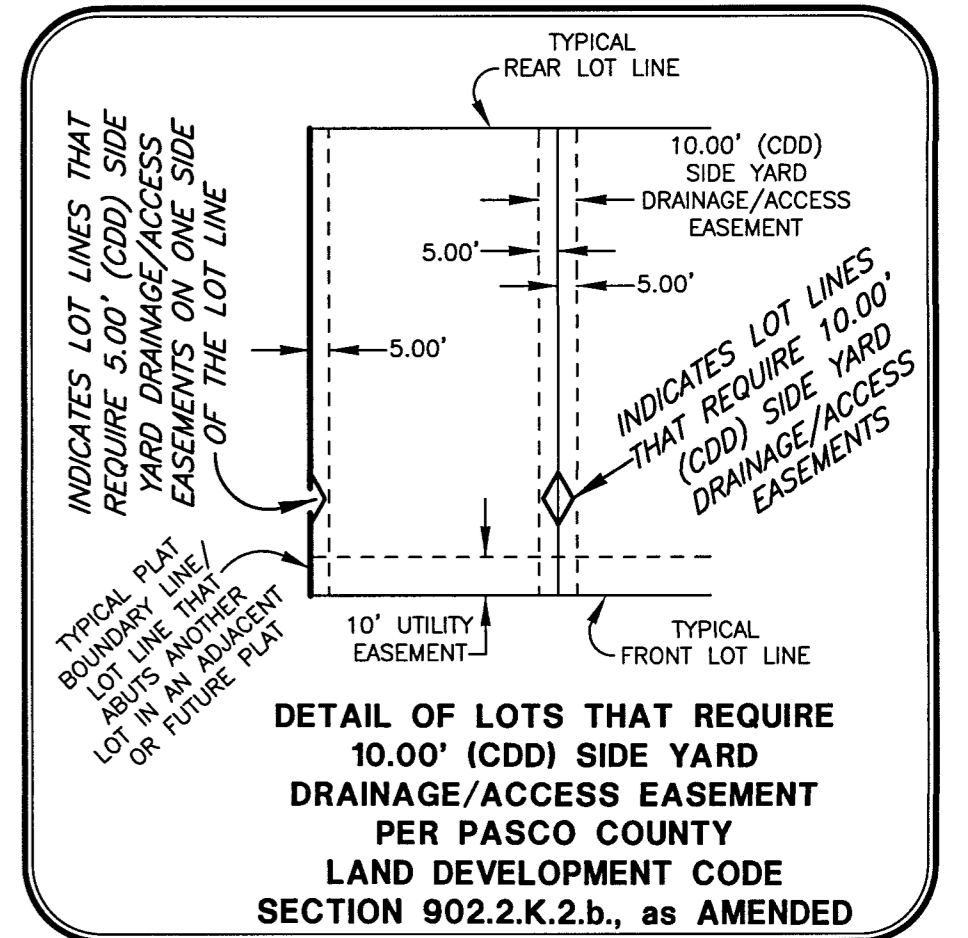 TYPICAL
REAR LOT LINE
INDICATES LOT LINES THAT
REQUIRE 5.00' (CDD) SIDE
YARD DRAINAGE/ACCESS
EASEMENTS ON ONE SIDE
OF THE LOT LINE
10.00' (CDD)
SIDE YARD
DRAINAGE/ACCESS
EASEMENT
5.00'
5.00'
5.00'
INDICATES LOT LINES
THAT REQUIRE 10.00'
(CDD) SIDE YARD
DRAINAGE/ACCESS
EASEMENTS
TYPICAL PLAT
BOUNDARY LINE/
LOT LINE THAT
ABUTS ANOTHER
LOT IN AN ADJACENT
OR FUTURE PLAT
10' UTILITY
EASEMENT
TYPICAL
FRONT LOT LINE
DETAIL OF LOTS THAT REQUIRE
10.00' (CDD) SIDE YARD
DRAINAGE/ACCESS EASEMENT
PER PASCO COUNTY
LAND DEVELOPMENT CODE
SECTION 902.2.K.2.b., as AMENDED